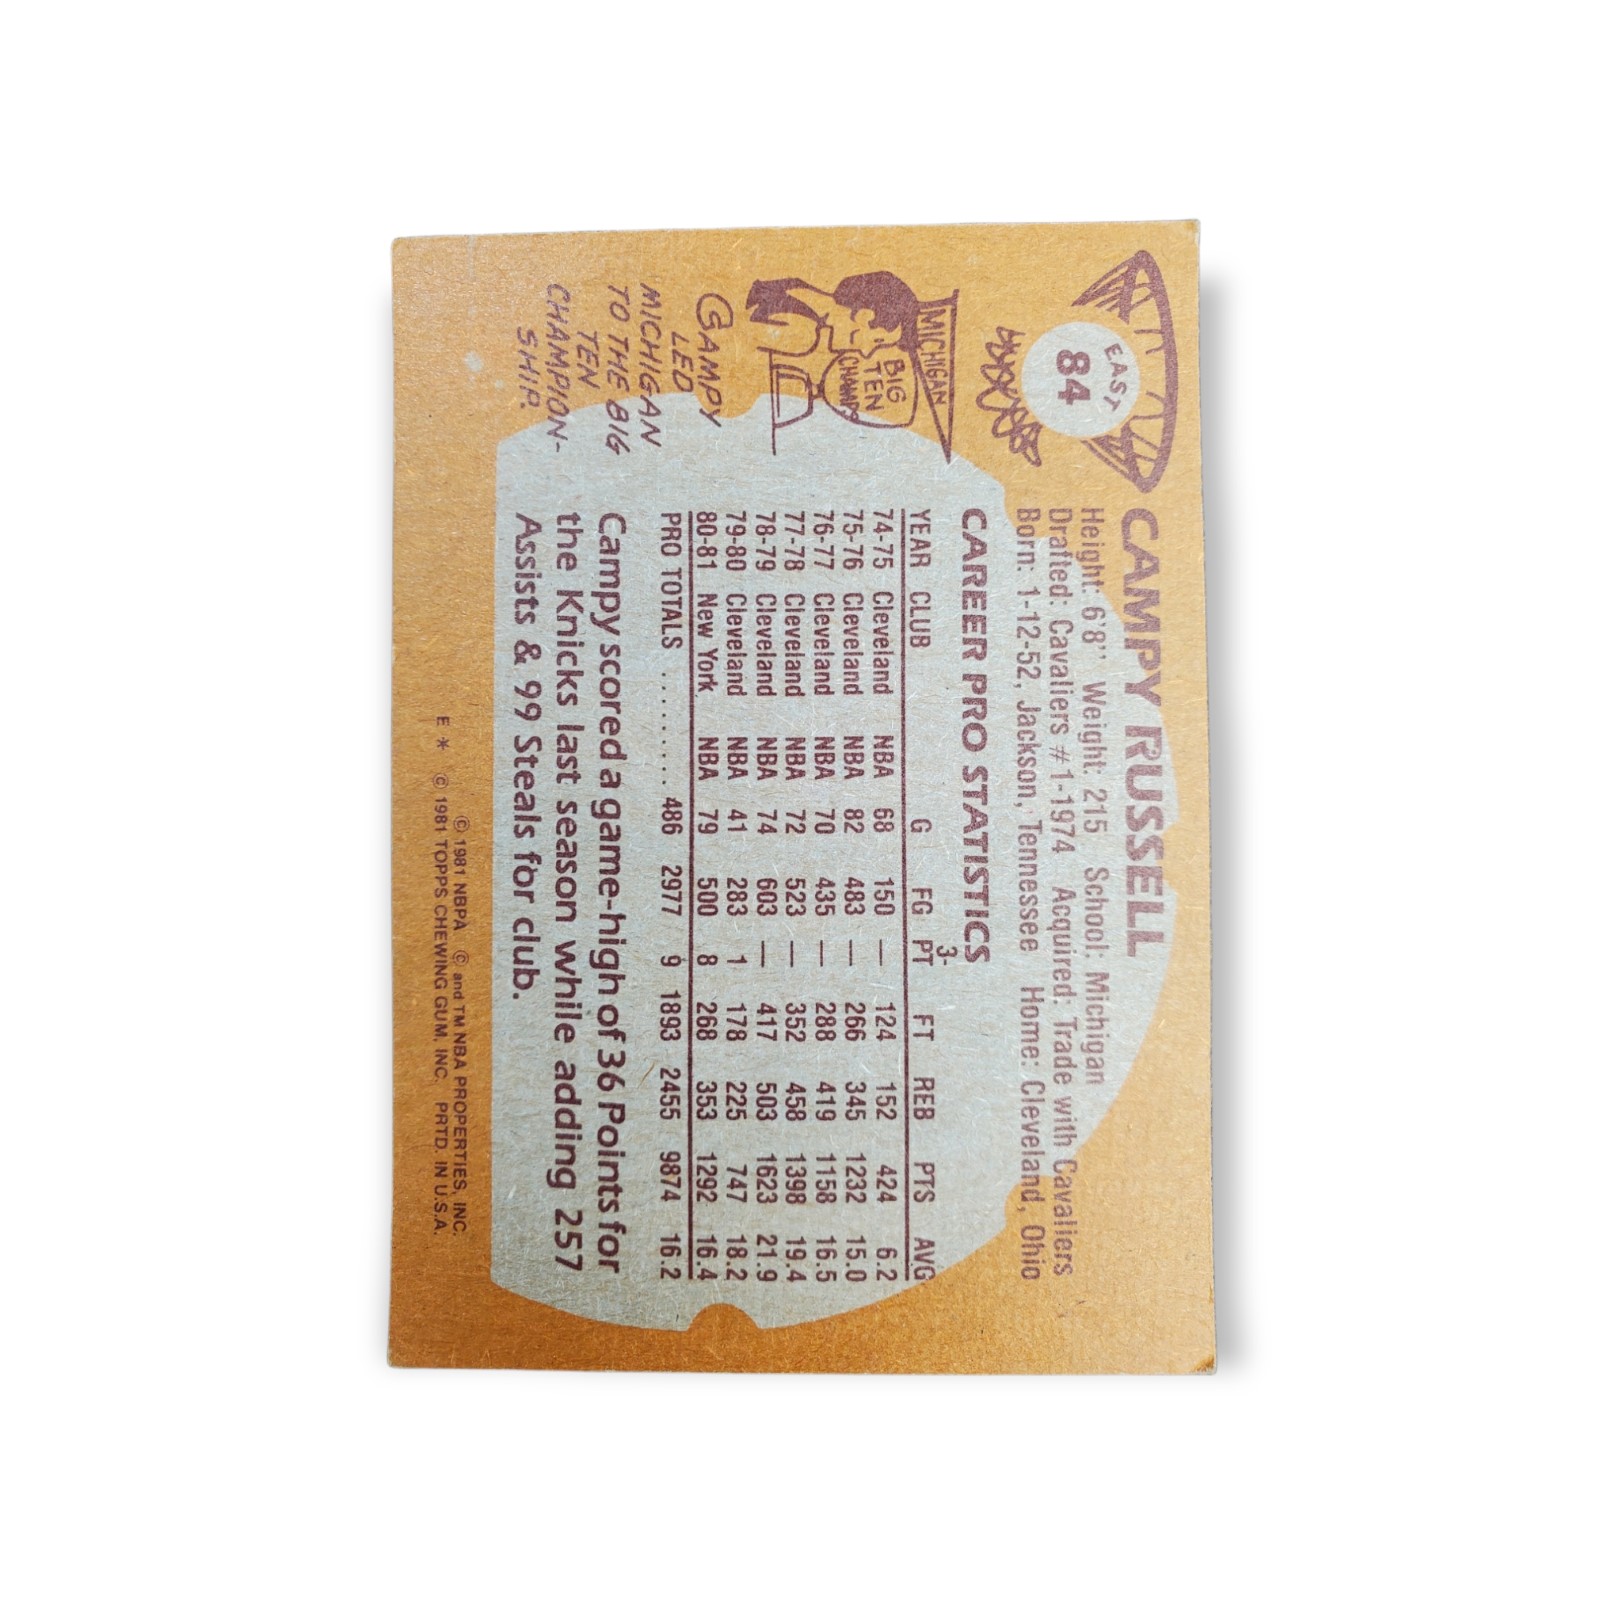 EAST
84
CAMPY RUSSELL
Height: 6'8" Weight: 215 School: Michigan
Drafted: Cavaliers #1-1974 Acquired: Trade with Cavaliers
Born: 1-12-52, Jackson, Tennessee Home: Cleveland, Ohio
CAREER PRO STATISTICS
YEAR CLUB G FG 3-PT FT REB PTS AVG
74-75 Cleveland NBA 68 150 — 124 152 424 6.2
75-76 Cleveland NBA 82 483 — 266 345 1232 15.0
76-77 Cleveland NBA 70 435 — 288 419 1158 16.5
77-78 Cleveland NBA 72 523 — 352 458 1398 19.4
78-79 Cleveland NBA 74 603 — 417 503 1623 21.9
79-80 Cleveland NBA 41 283 1 178 225 747 18.2
80-81 New York NBA 79 500 8 268 353 1292 16.4
PRO TOTALS ......... 486 2977 9 1893 2455 9874 16.2
Campy scored a game-high of 36 Points for
the Knicks last season while adding 257
Assists & 99 Steals for club.
MICHIGAN
BIG
TEN
CHAMPS
CAMPY
LED
MICHIGAN
TO THE BIG
TEN
CHAMPION-
SHIP.
© 1981 NBPA © and TM NBA PROPERTIES, INC.
E * © 1981 TOPPS CHEWING GUM, INC. PRTD. IN U.S.A.